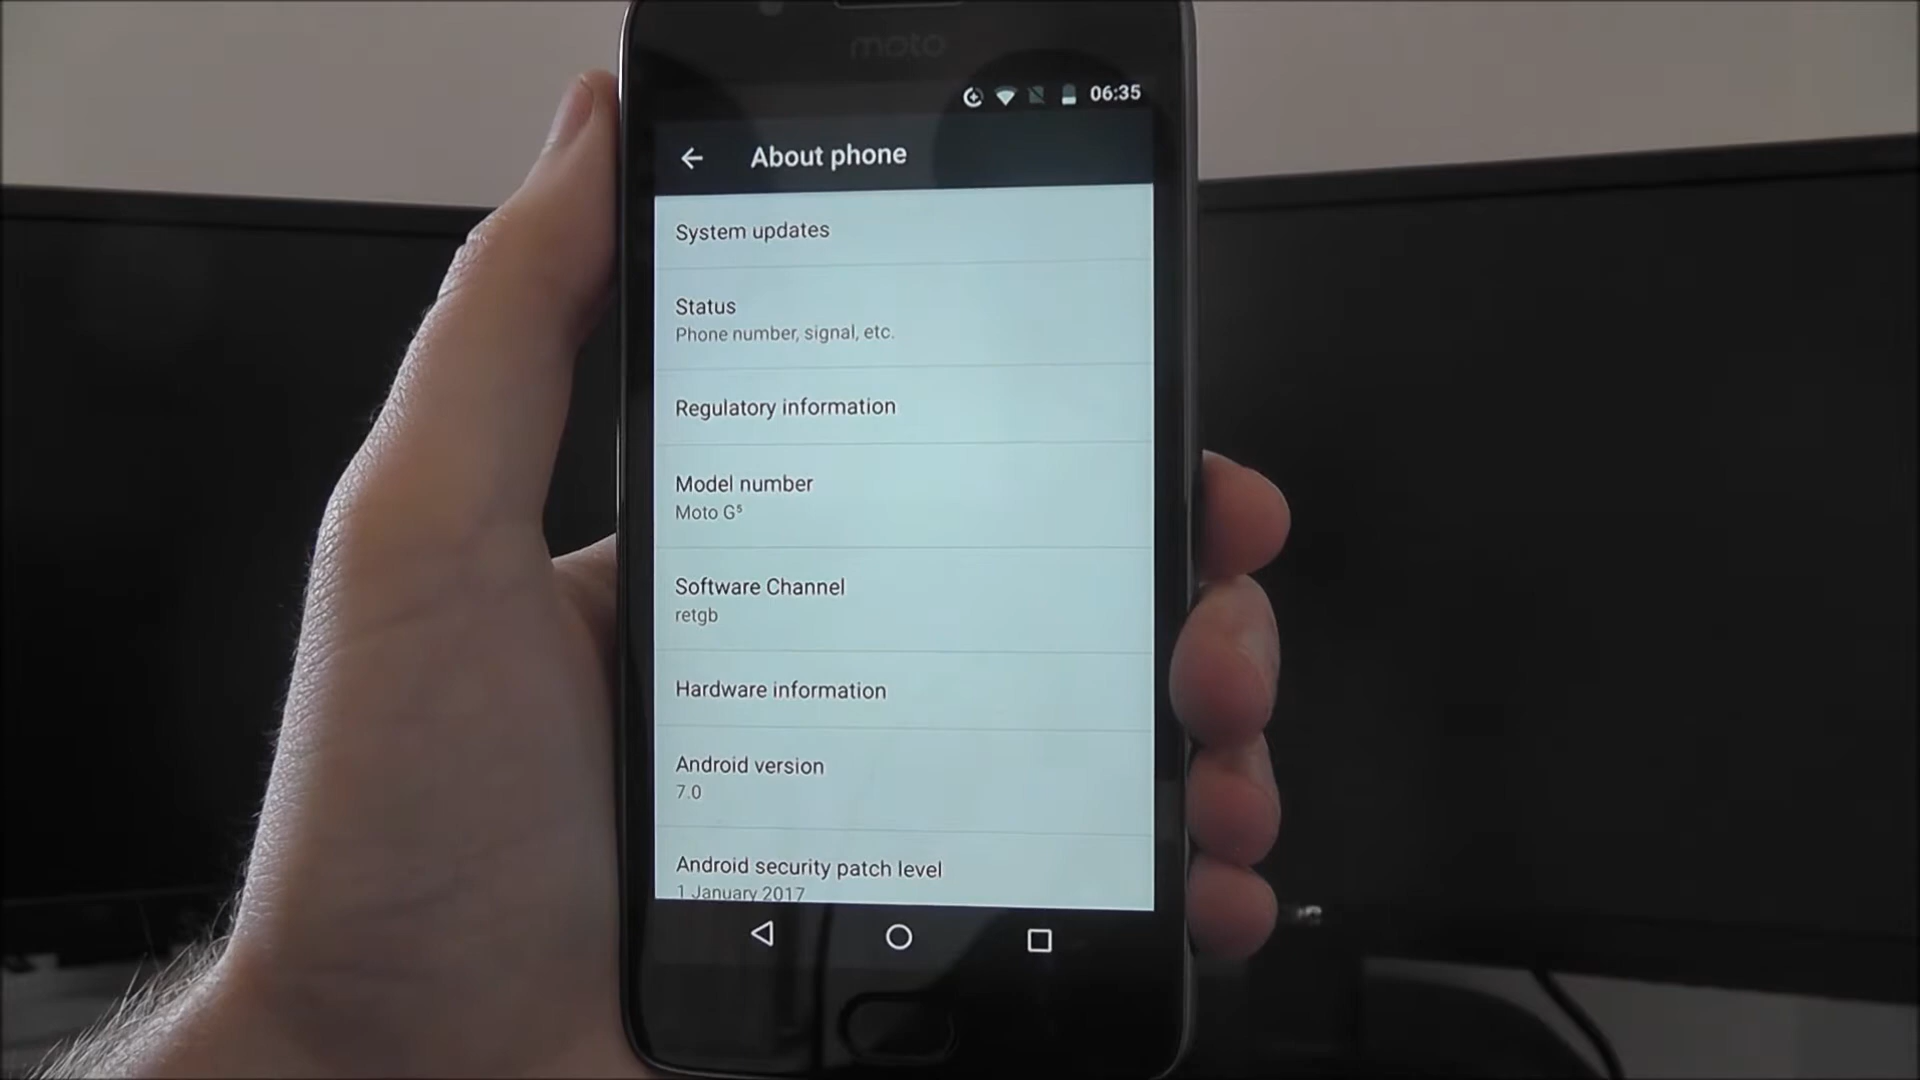 moto
06:35
About phone
System updates
Status
Phone number, signal, etc.
Regulatory information
Model number
Moto G⁵
Software Channel
retgb
Hardware information
Android version
7.0
Android security patch level
1 January 2017